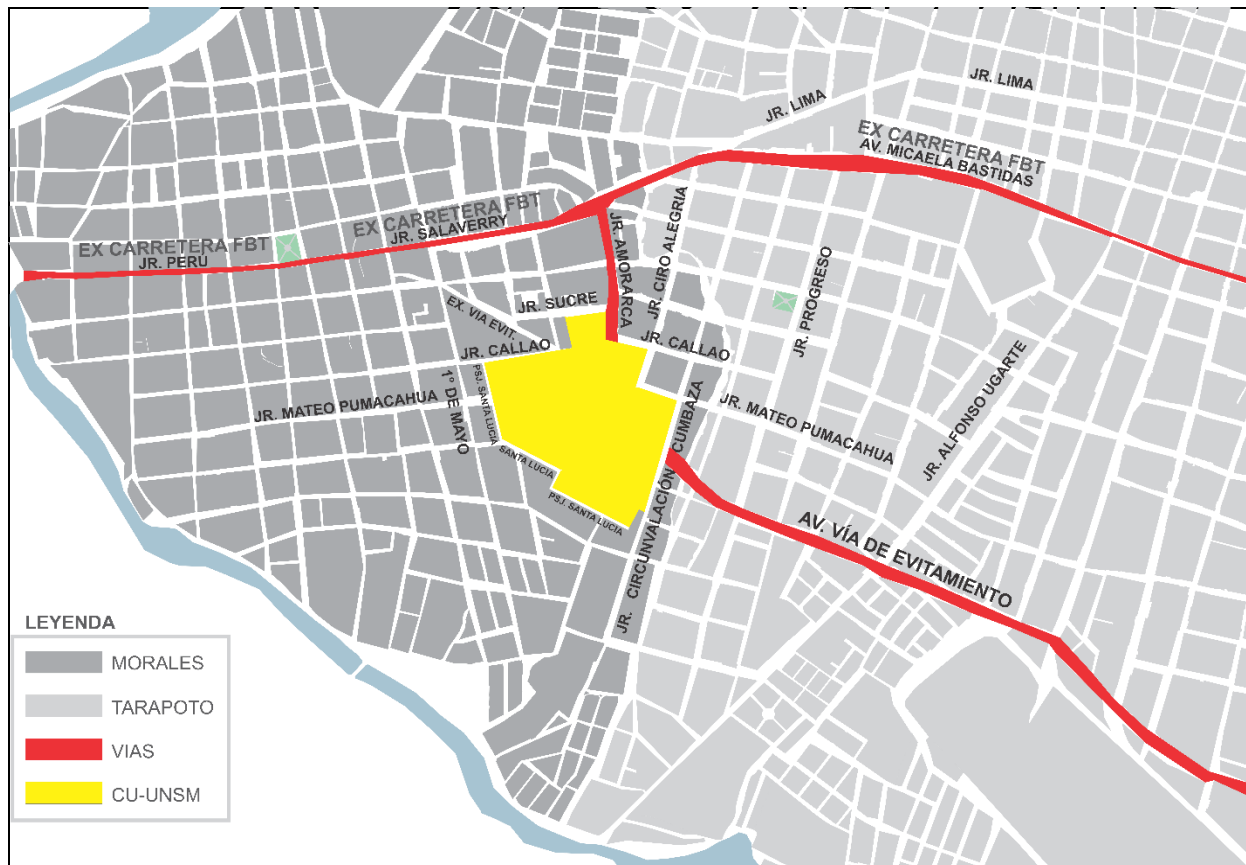 JR. LIMA
JR. LIMA
EX CARRETERA FBT
AV. MICAELA BASTIDAS
EX CARRETERA FBT
JR. SALAVERRY
EX CARRETERA FBT
JR. PERU
JR. AMORARCA
JR. CIRO ALEGRIA
JR. PROGRESO
JR. SUCRE
EX. VIA EVIT.
JR. CALLAO
JR. CALLAO
PSJ. SANTA LUCIA
1º DE MAYO
JR. MATEO PUMACAHUA
JR. MATEO PUMACAHUA
JR. ALFONSO UGARTE
SANTA LUCIA
PSJ. SANTA LUCIA
JR. CIRCUNVALACIÓN CUMBAZA
AV. VÍA DE EVITAMIENTO
LEYENDA
MORALES
TARAPOTO
VIAS
CU-UNSM